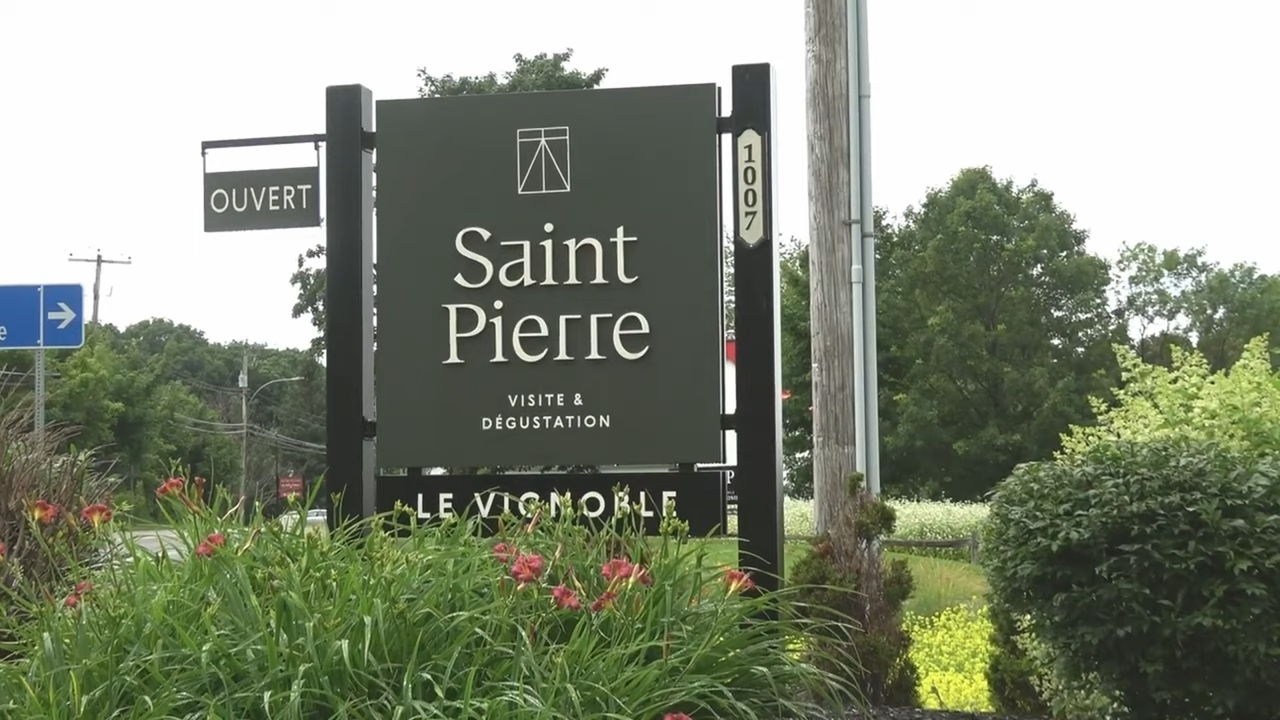 OUVERT
1007
Saint
Pierre
VISITE &
DÉGUSTATION
LE VIGNOBLE